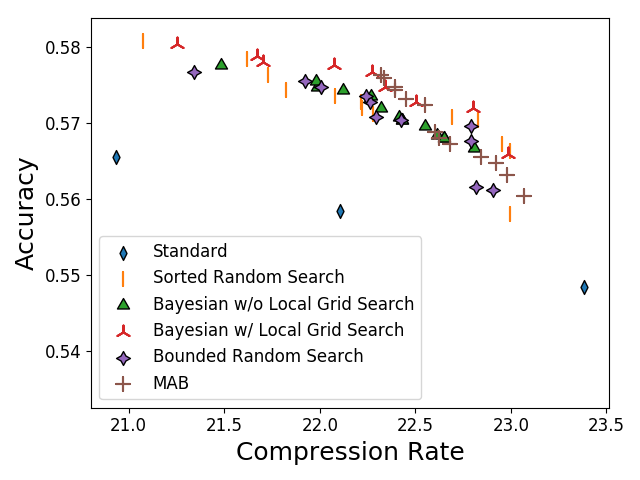 0.58
0.57
0.56
0.55
0.54
Accuracy
Standard
Sorted Random Search
Bayesian w/o Local Grid Search
Bayesian w/ Local Grid Search
Bounded Random Search
MAB
21.0 21.5 22.0 22.5 23.0 23.5
Compression Rate